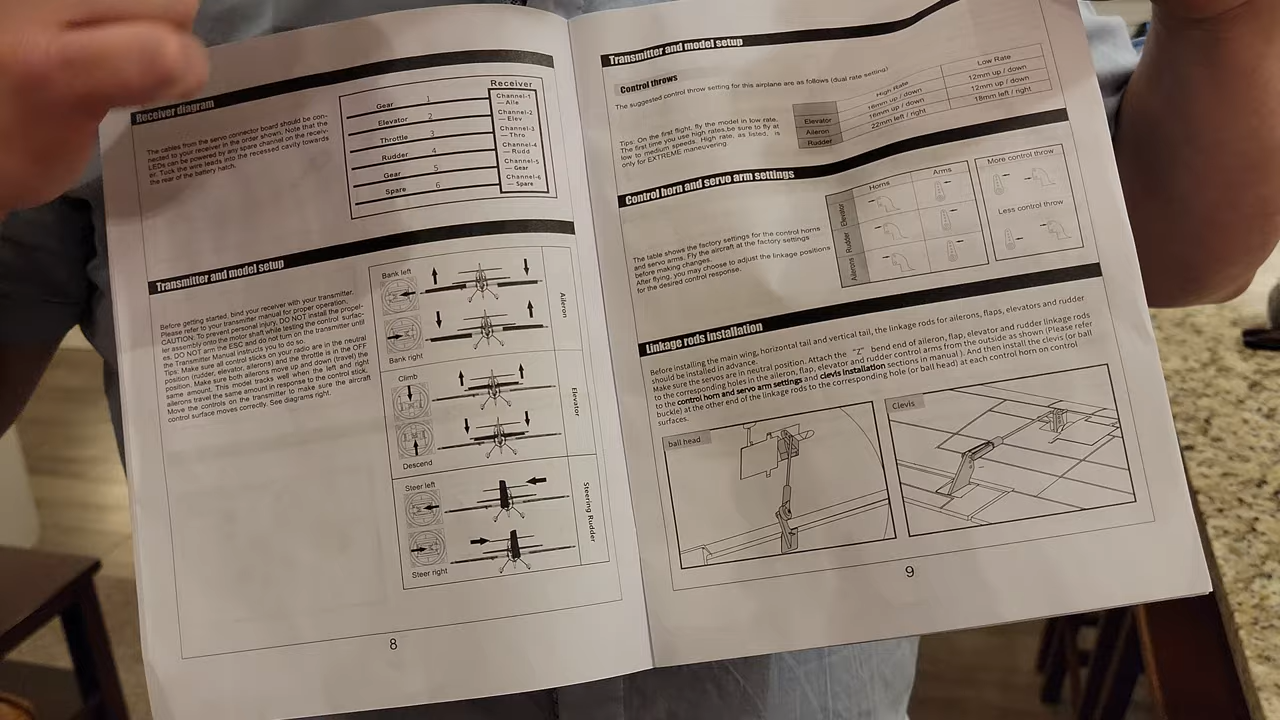 Receiver diagram
The cables from the servo connector board should be con-
nected to your receiver in the order shown. Note that the
LEDs can be powered by any spare channel on the receiv-
er. Tuck the wire leads into the recessed cavity towards
the rear of the battery hatch.
Receiver
Gear 1
Channel-1
— Aile
Elevator 2
Channel-2
— Elev
Throttle 3
Channel-3
— Thro
Rudder 4
Channel-4
— Rudd
Gear 5
Channel-5
— Gear
Spare 6
Channel-6
— Spare
Transmitter and model setup
Before getting started, bind your receiver with your transmitter.
Please refer to your transmitter manual for proper operation.
CAUTION: To prevent personal injury, DO NOT install the propel-
ler assembly onto the motor shaft while testing the control surfac-
es. DO NOT arm the ESC and do not turn on the transmitter until
the Transmitter Manual instructs you to do so.
Tips: Make sure all control sticks on your radio are in the neutral
position (rudder, elevator, ailerons) and the throttle is in the OFF
position. Make sure both ailerons move up and down (travel) the
same amount. This model tracks well when the left and right
ailerons travel the same amount in response to the control stick.
Move the controls on the transmitter to make sure the aircraft
control surface moves correctly. See diagrams right.
Bank left
Bank right
Aileron
Climb
Descend
Elevator
Steer left
Steer right
Steering Rudder
8
Transmitter and model setup
Control throws
The suggested control throw setting for this airplane are as follows (dual rate setting)
Tips: On the first flight, fly the model in low rate.
The first time you use high rates,be sure to fly at
low to medium speeds. High rate, as listed, is
only for EXTREME maneuvering.
High Rate Low Rate
Elevator 16mm up / down 12mm up / down
Aileron 16mm up / down 12mm up / down
Rudder 22mm left / right 18mm left / right
Control horn and servo arm settings
The table shows the factory settings for the control horns
and servo arms. Fly the aircraft at the factory settings
before making changes.
After flying, you may choose to adjust the linkage positions
for the desired control response.
Horns Arms
Elevator
Rudder
Ailerons
More control throw
Less control throw
Linkage rods installation
Before installing the main wing, horizontal tail and vertical tail, the linkage rods for ailerons, flaps, elevators and rudder
should be installed in advance.
Make sure the servos are in neutral position. Attach the "Z" bend end of aileron, flap, elevator and rudder linkage rods
to the corresponding holes in the aileron, flap, elevator and rudder control arms from the outside as shown (Please refer
to the control horn and servo arm settings and clevis installation sections in manual ). And then install the clevis (or ball
buckle) at the other end of the linkage rods to the corresponding hole (or ball head) at each control horn on control
surfaces.
ball head
Clevis
9